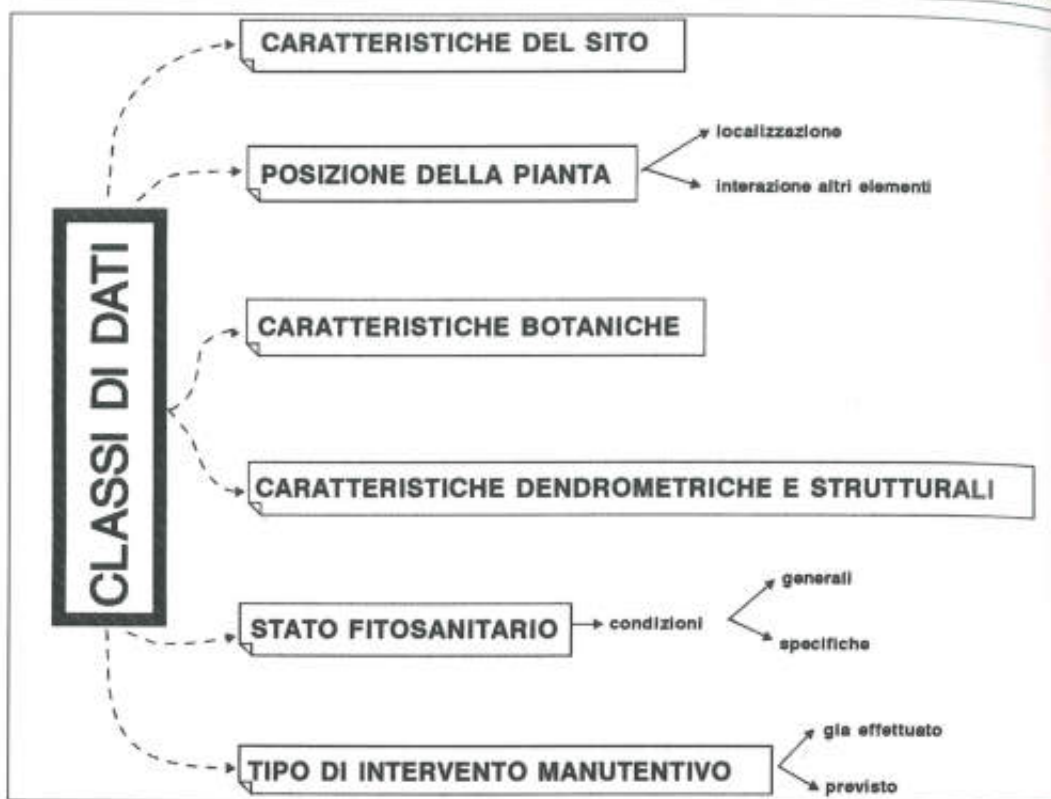 CLASSI DI DATI
CARATTERISTICHE DEL SITO
POSIZIONE DELLA PIANTA
localizzazione
interazione altri elementi
CARATTERISTICHE BOTANICHE
CARATTERISTICHE DENDROMETRICHE E STRUTTURALI
STATO FITOSANITARIO
condizioni
generali
specifiche
TIPO DI INTERVENTO MANUTENTIVO
gia effettuato
previsto